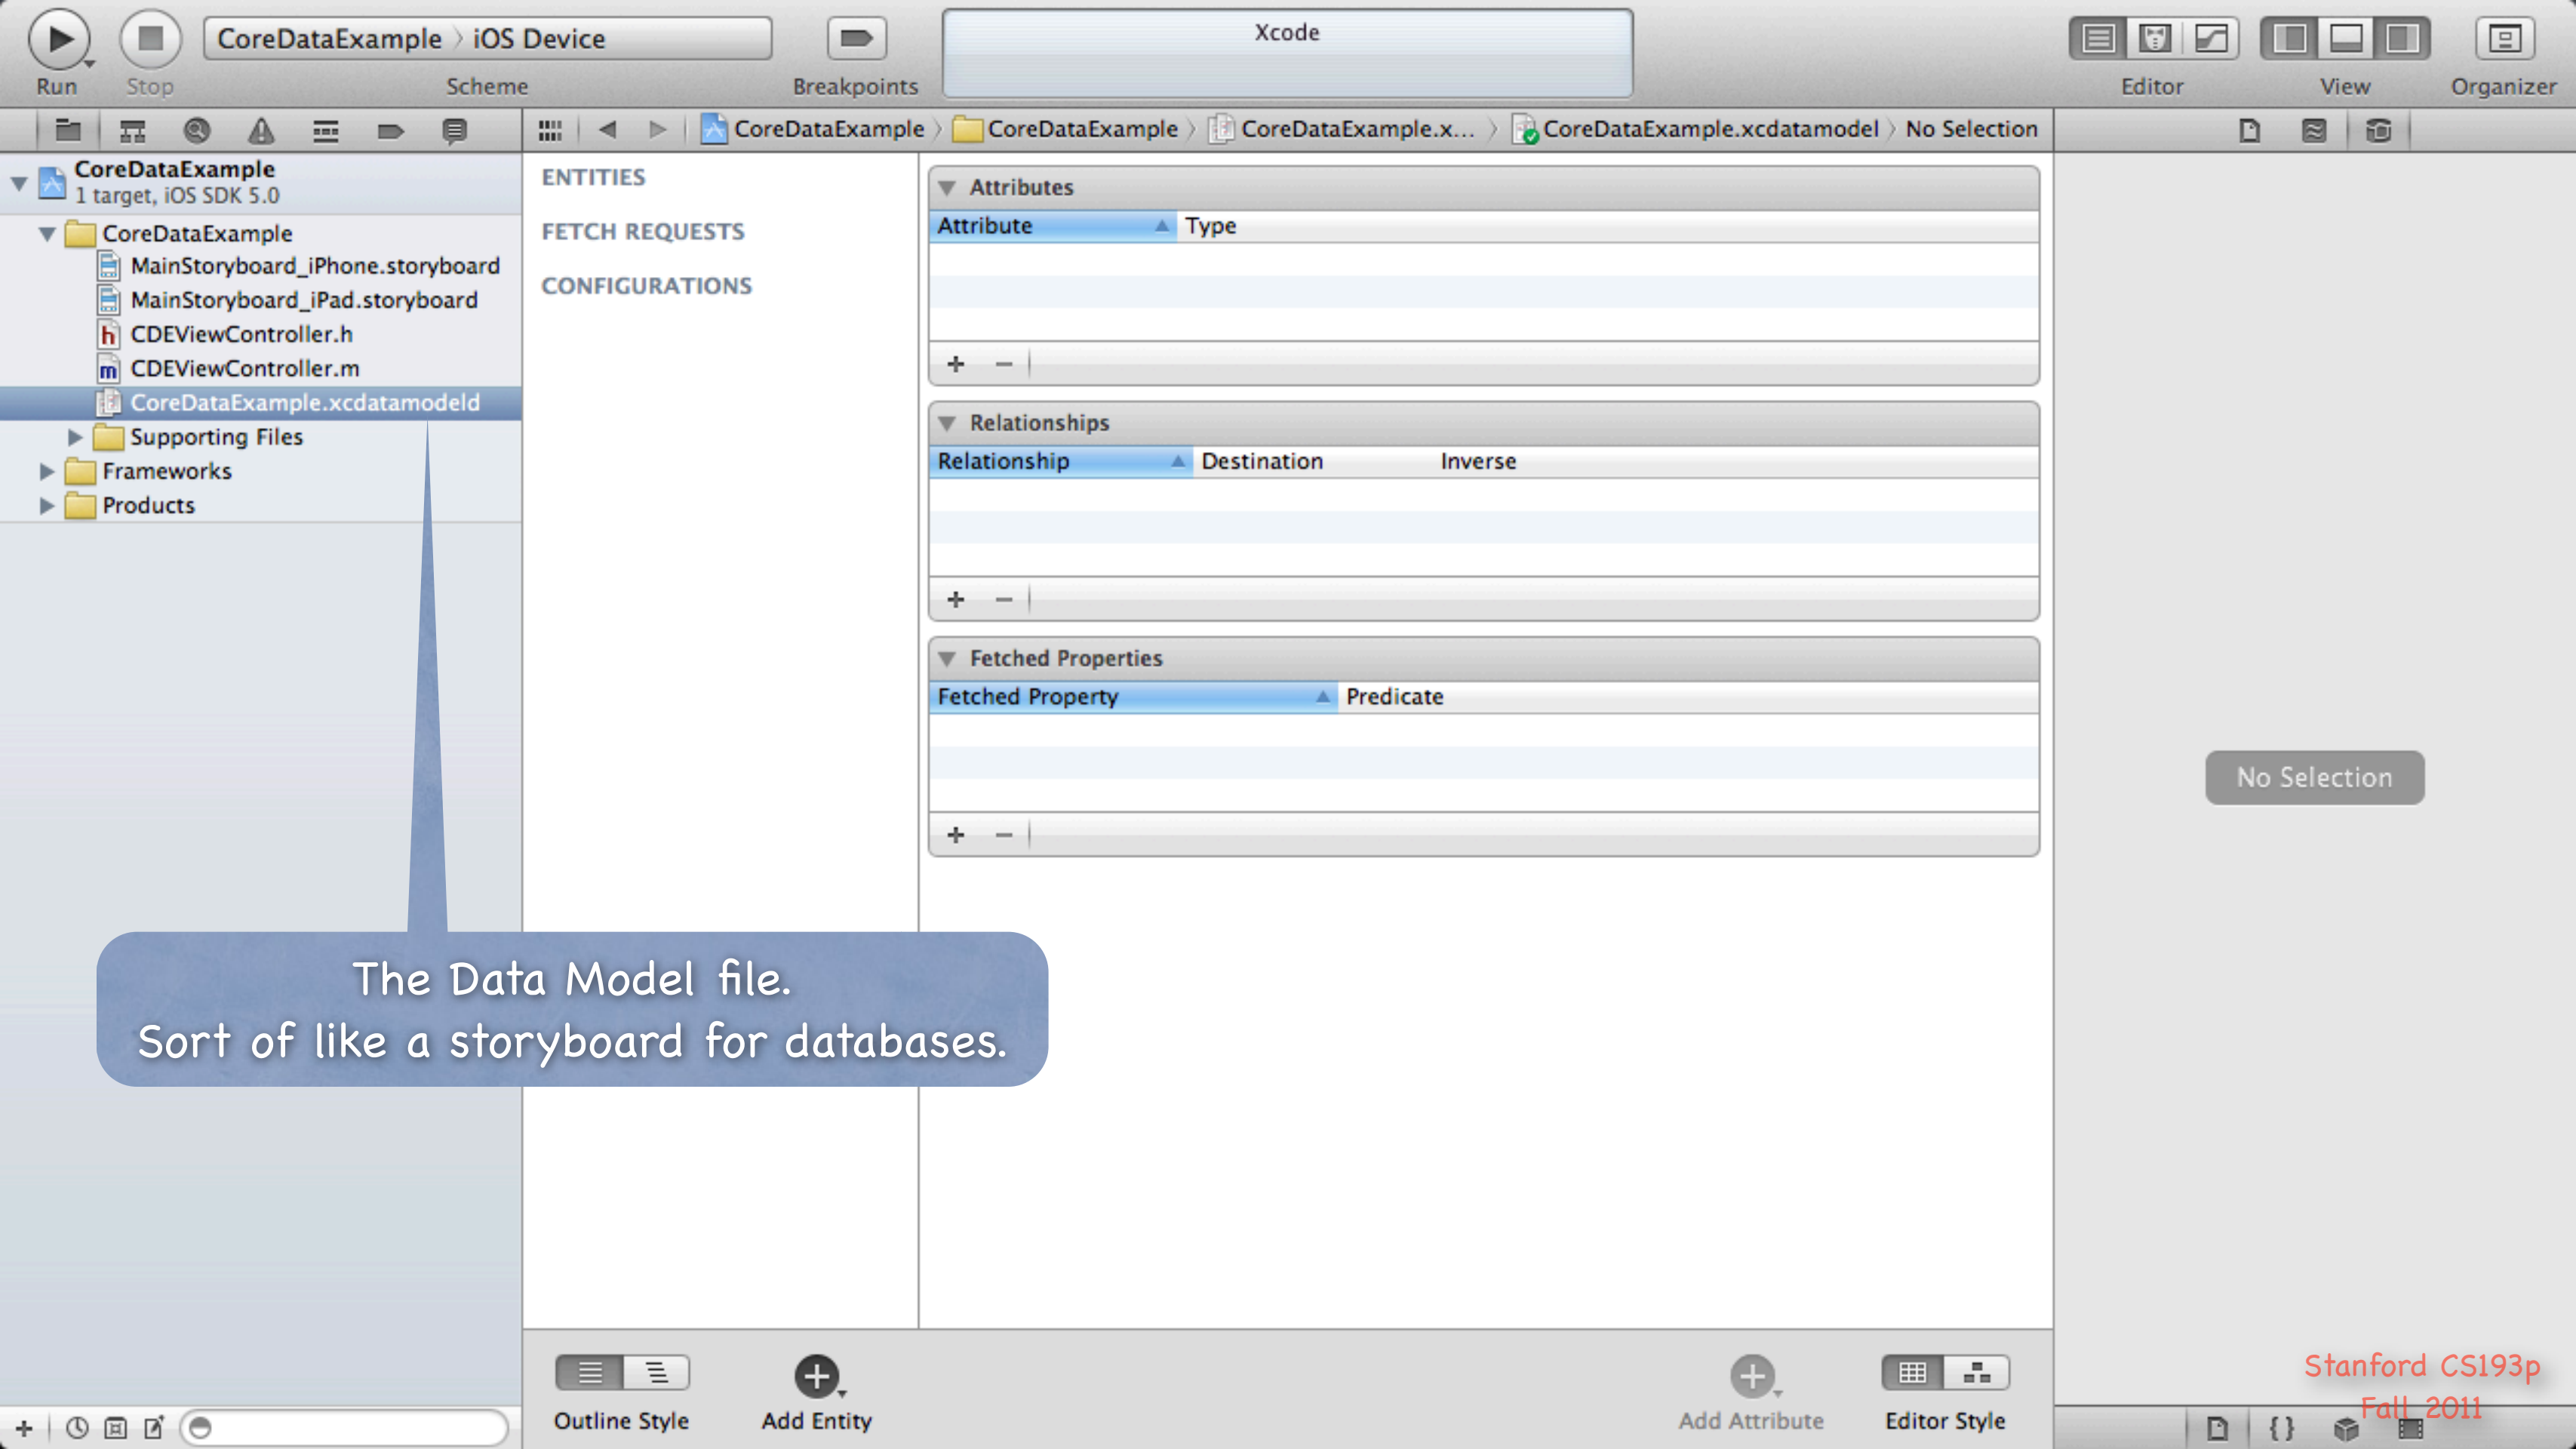 CoreDataExample › iOS Device
Xcode
Run
Stop
Scheme
Breakpoints
Editor
View
Organizer
CoreDataExample
1 target, iOS SDK 5.0
CoreDataExample
MainStoryboard_iPhone.storyboard
MainStoryboard_iPad.storyboard
h CDEViewController.h
m CDEViewController.m
CoreDataExample.xcdatamodeld
Supporting Files
Frameworks
Products
CoreDataExample › CoreDataExample › CoreDataExample.x... › CoreDataExample.xcdatamodel › No Selection
ENTITIES
FETCH REQUESTS
CONFIGURATIONS
Attributes
Attribute Type
Relationships
Relationship Destination Inverse
Fetched Properties
Fetched Property Predicate
No Selection
The Data Model file.
Sort of like a storyboard for databases.
Outline Style
Add Entity
Add Attribute
Editor Style
Stanford CS193p
Fall 2011